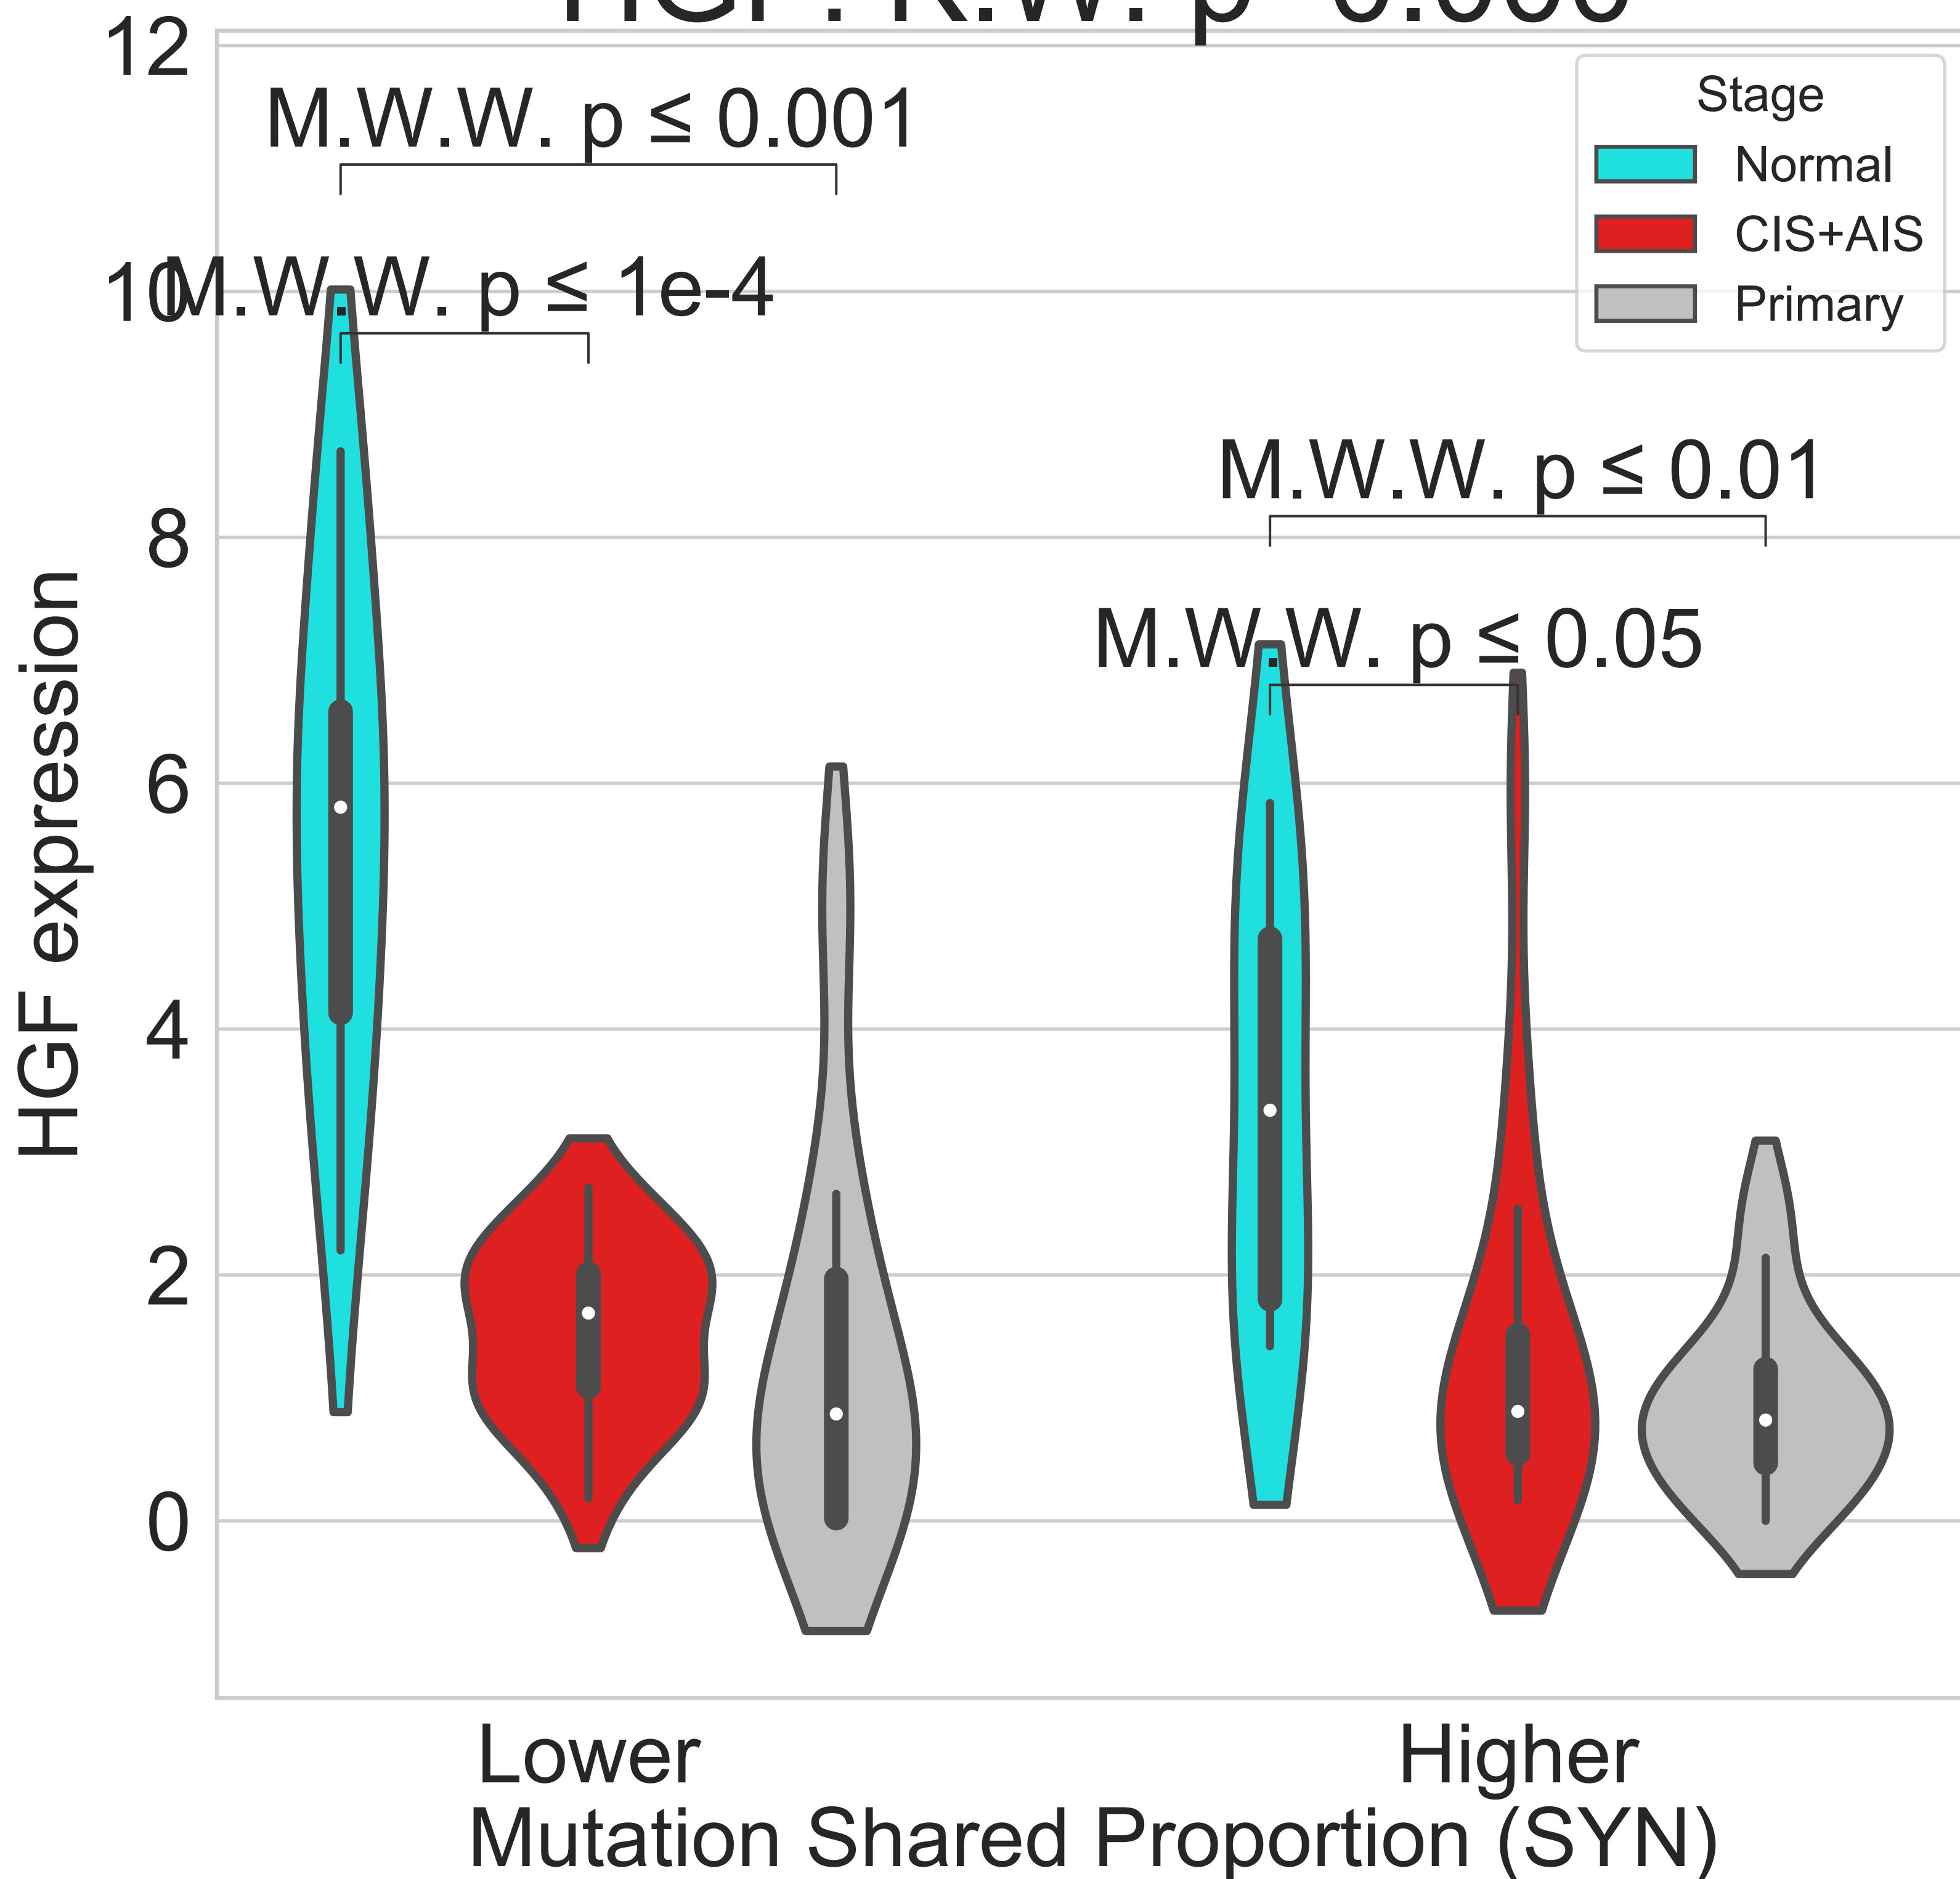 12
M.W.W. p ≤ 0.001
Stage
Normal
CIS+AIS
Primary
10
M.W.W. p ≤ 1e-4
M.W.W. p ≤ 0.01
8
M.W.W. p ≤ 0.05
6
4
2
0
HGF expression
Lower
Higher
Mutation Shared Proportion (SYN)